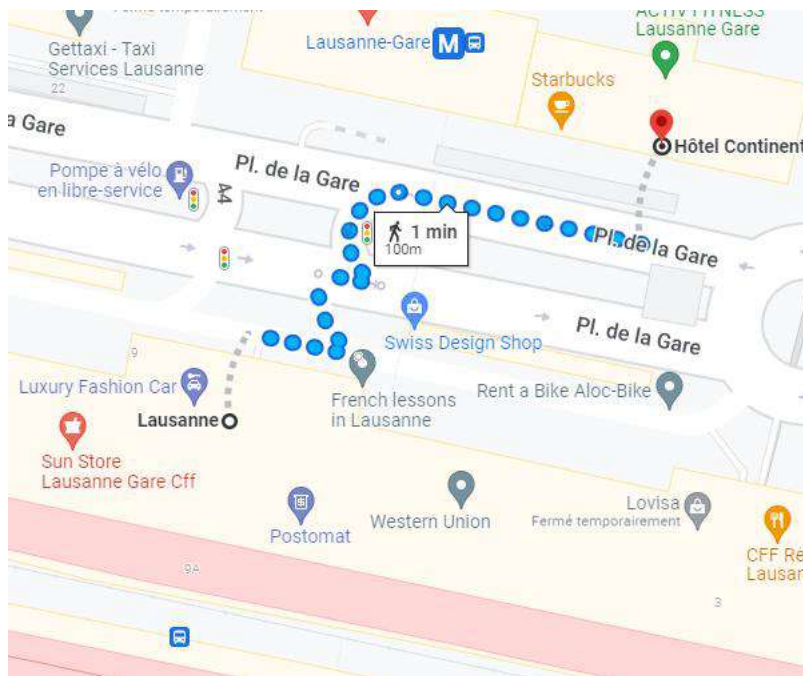 Fermé temporairement
ACTIV FITNESS
Lausanne Gare
Gettaxi - Taxi
Services Lausanne
Lausanne-Gare
M
22
Starbucks
a Gare
Hôtel Continent
Pl. de la Gare
Pompe à vélo
en libre-service
A4
1 min
100m
Pl. de la Gare
Pl. de la Gare
Swiss Design Shop
9
Luxury Fashion Car
French lessons
in Lausanne
Rent a Bike Aloc-Bike
Lausanne
Sun Store
Lausanne Gare Cff
Lovisa
Fermé temporairement
Western Union
Postomat
CFF Ré
Lausan
9A
3